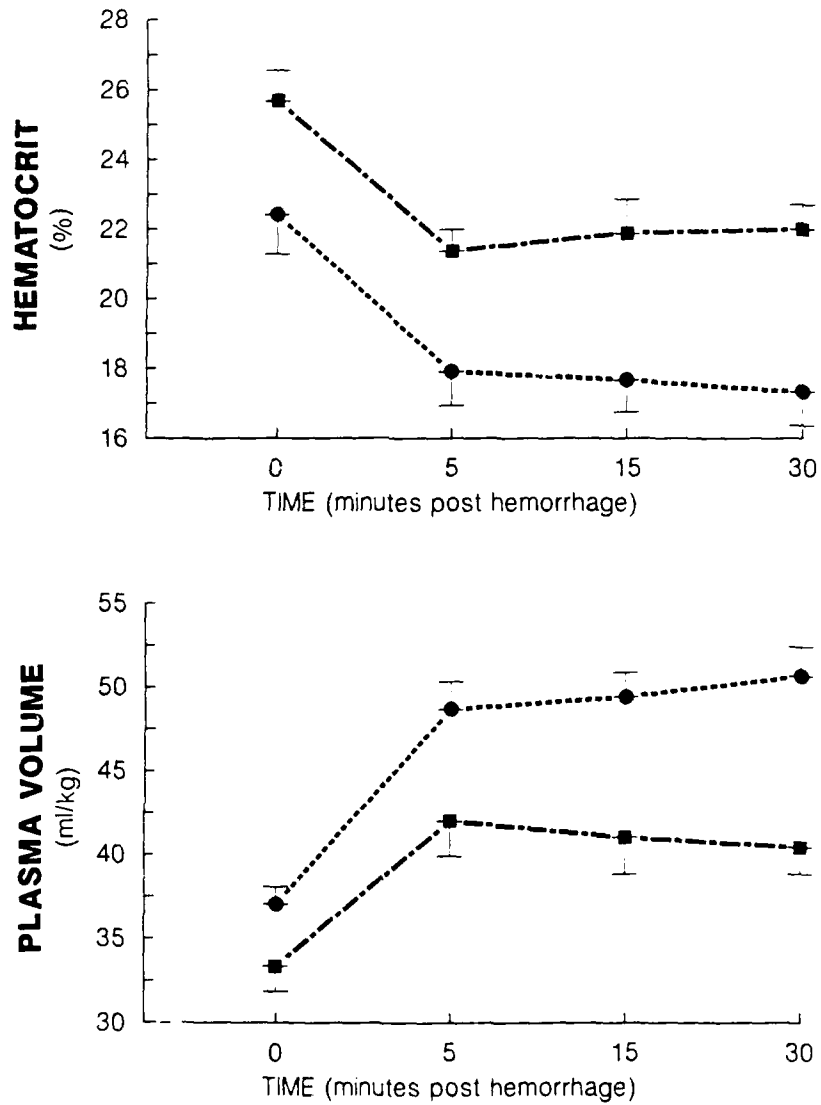 28
26
24
22
20
18
16
HEMATOCRIT
(%)
0 5 15 30
TIME (minutes post hemorrhage)
55
50
45
40
35
30
PLASMA VOLUME
(ml/kg)
0 5 15 30
TIME (minutes post hemorrhage)